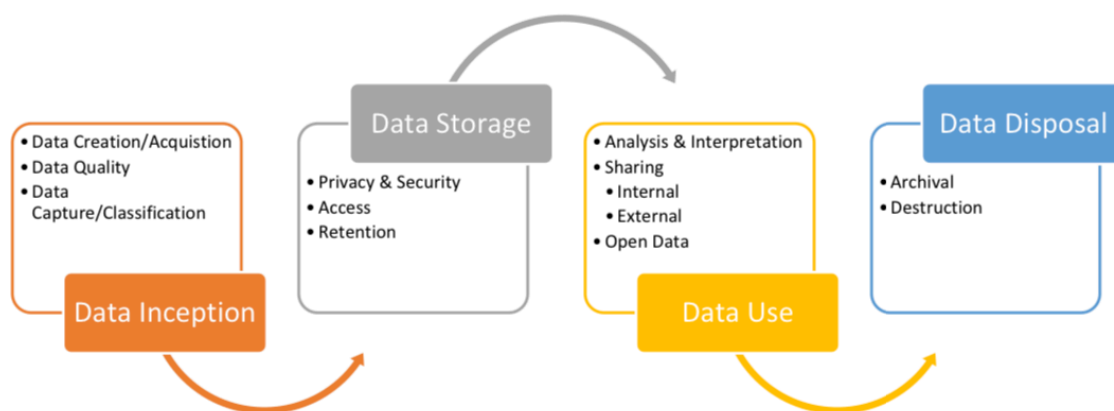 • Data Creation/Acquistion
• Data Quality
• Data
Capture/Classification
Data Inception
Data Storage
• Privacy & Security
• Access
• Retention
• Analysis & Interpretation
• Sharing
• Internal
• External
• Open Data
Data Use
Data Disposal
• Archival
• Destruction